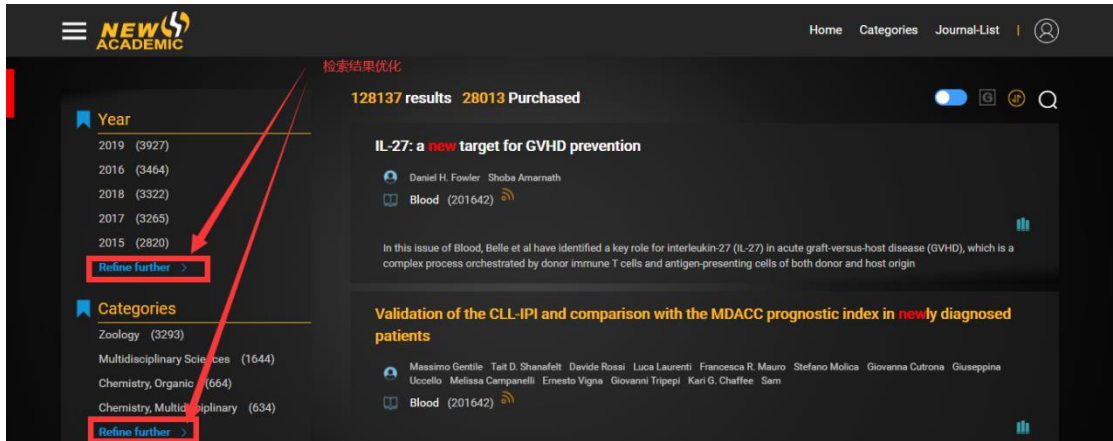 NEW
ACADEMIC
Home Categories Journal-List |
检索结果优化
128137 results 28013 Purchased
G
Year
2019 (3927)
2016 (3464)
2018 (3322)
2017 (3265)
2015 (2820)
Refine further >
Categories
Zoology (3293)
Multidisciplinary Sciences (1644)
Chemistry, Organic (664)
Chemistry, Multidisciplinary (634)
Refine further >
IL-27: a new target for GVHD prevention
Daniel H. Fowler Shoba Amarnath
Blood (201642)
In this issue of Blood, Belle et al have identified a key role for interleukin-27 (IL-27) in acute graft-versus-host disease (GVHD), which is a
complex process orchestrated by donor immune T cells and antigen-presenting cells of both donor and host origin
Validation of the CLL-IPI and comparison with the MDACC prognostic index in newly diagnosed
patients
Massimo Gentile Tait D. Shanafelt Davide Rossi Luca Laurenti Francesca R. Mauro Stefano Molica Giovanna Cutrona Giuseppina
Uccello Melissa Campanelli Ernesto Vigna Giovanni Tripepi Kari G. Chaffee Sam
Blood (201642)